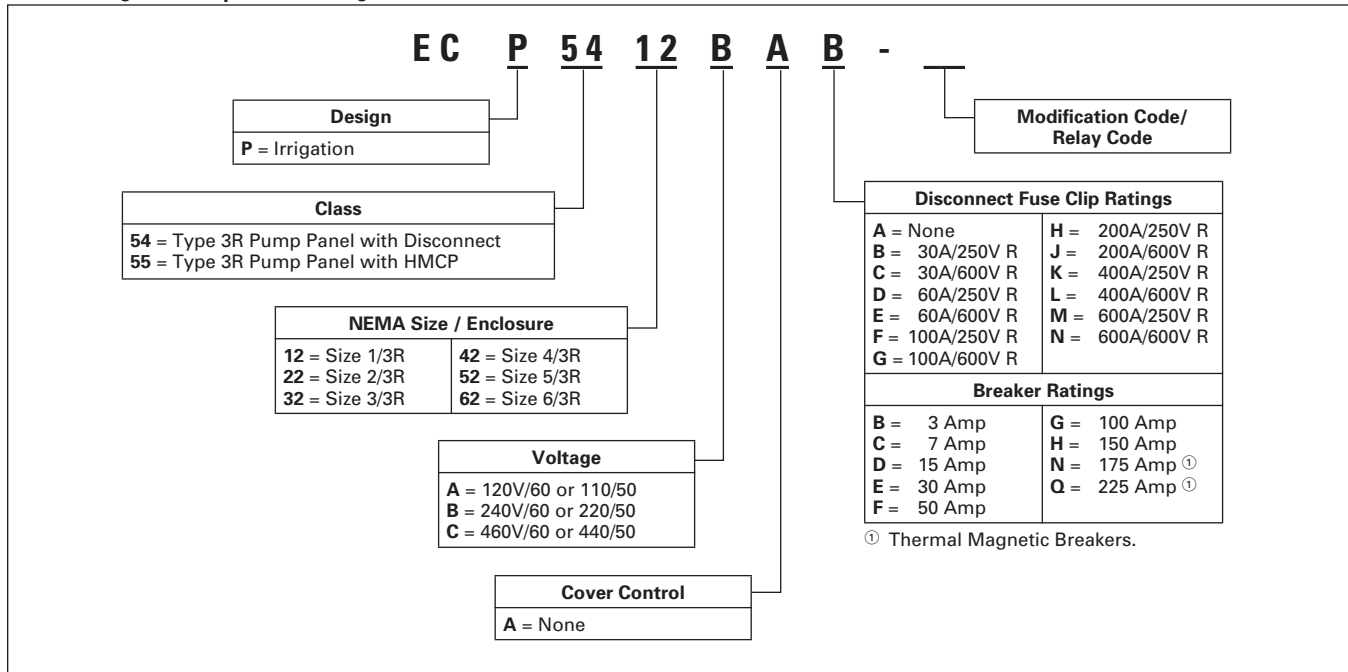 EC P 54 12 B A B -
Design
P = Irrigation
Modification Code/
Relay Code
Class
54 = Type 3R Pump Panel with Disconnect
55 = Type 3R Pump Panel with HMCP
NEMA Size / Enclosure
12 = Size 1/3R
22 = Size 2/3R
32 = Size 3/3R
42 = Size 4/3R
52 = Size 5/3R
62 = Size 6/3R
Voltage
A = 120V/60 or 110/50
B = 240V/60 or 220/50
C = 460V/60 or 440/50
Cover Control
A = None
Disconnect Fuse Clip Ratings
A = None
B = 30A/250V R
C = 30A/600V R
D = 60A/250V R
E = 60A/600V R
F = 100A/250V R
G = 100A/600V R
H = 200A/250V R
J = 200A/600V R
K = 400A/250V R
L = 400A/600V R
M = 600A/250V R
N = 600A/600V R
Breaker Ratings
B = 3 Amp
C = 7 Amp
D = 15 Amp
E = 30 Amp
F = 50 Amp
G = 100 Amp
H = 150 Amp
N = 175 Amp ①
Q = 225 Amp ①
① Thermal Magnetic Breakers.